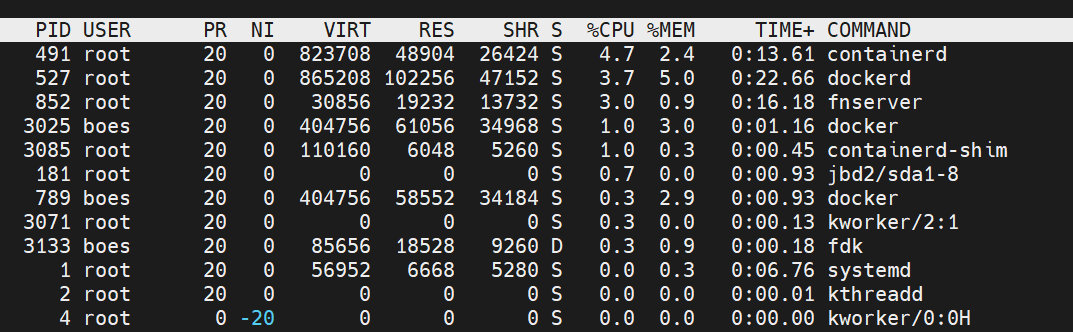 PID USER PR NI VIRT RES SHR S %CPU %MEM TIME+ COMMAND
491 root 20 0 823708 48904 26424 S 4.7 2.4 0:13.61 containerd
527 root 20 0 865208 102256 47152 S 3.7 5.0 0:22.66 dockerd
852 root 20 0 30856 19232 13732 S 3.0 0.9 0:16.18 fnserver
3025 boes 20 0 404756 61056 34968 S 1.0 3.0 0:01.16 docker
3085 root 20 0 110160 6048 5260 S 1.0 0.3 0:00.45 containerd-shim
181 root 20 0 0 0 0 S 0.7 0.0 0:00.93 jbd2/sda1-8
789 boes 20 0 404756 58552 34184 S 0.3 2.9 0:00.93 docker
3071 root 20 0 0 0 0 S 0.3 0.0 0:00.13 kworker/2:1
3133 boes 20 0 85656 18528 9260 D 0.3 0.9 0:00.18 fdk
1 root 20 0 56952 6668 5280 S 0.0 0.3 0:06.76 systemd
2 root 20 0 0 0 0 S 0.0 0.0 0:00.01 kthreadd
4 root 0 -20 0 0 0 S 0.0 0.0 0:00.00 kworker/0:0H